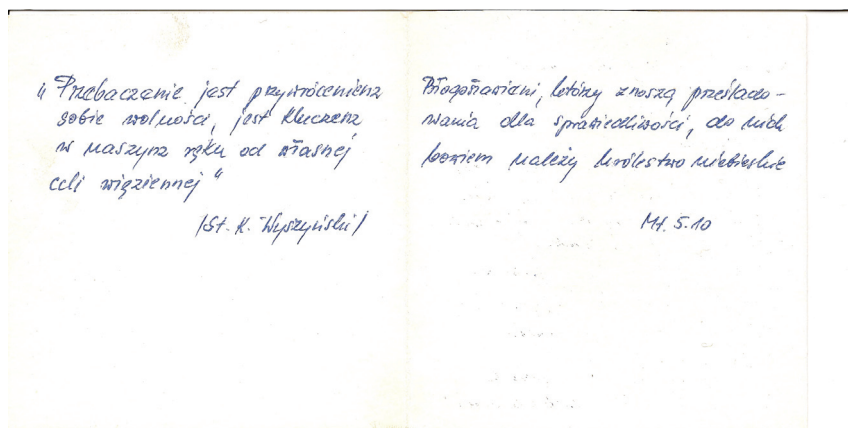 „Przebaczenie jest przywróceniem
sobie wolności, jest kluczem
w naszym ręku od własnej
celi więziennej"
/St. K. Wyszyński/
Błogosławieni, którzy znoszą prześlado-
wania dla sprawiedliwości, do nich
bowiem należy królestwo niebieskie
Mt. 5.10